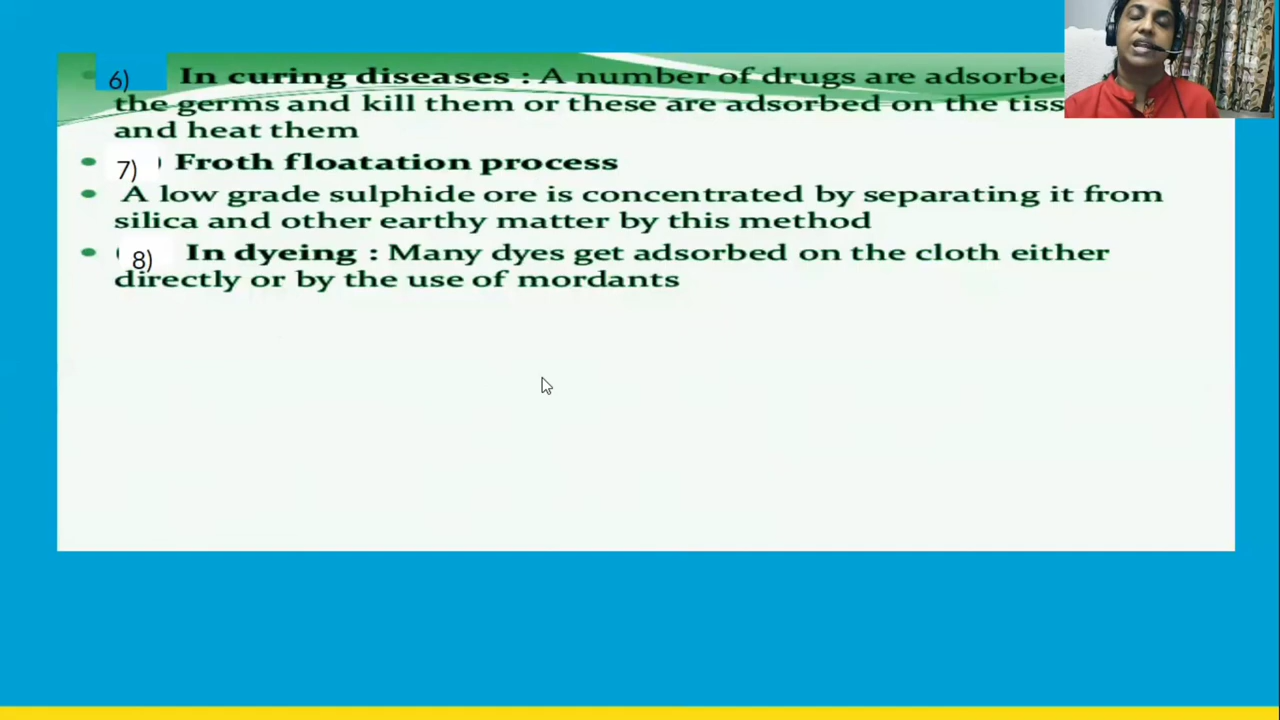 6) In curing diseases : A number of drugs are adsorbed
the germs and kill them or these are adsorbed on the tiss
and heat them
7) Froth floatation process
A low grade sulphide ore is concentrated by separating it from
silica and other earthy matter by this method
8) In dyeing : Many dyes get adsorbed on the cloth either
directly or by the use of mordants